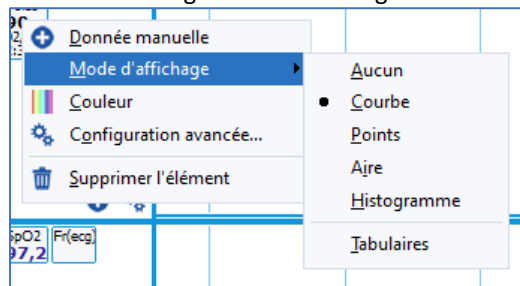 Donnée manuelle
Mode d'affichage
Couleur
Configuration avancée...
Supprimer l'élément
Aucun
Courbe
Points
Aire
Histogramme
Tabulaires
SpO2 Fr(ecg)
97,2